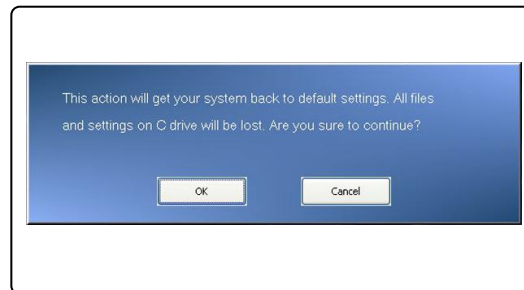 This action will get your system back to default settings. All files
and settings on C drive will be lost. Are you sure to continue?
OK
Cancel